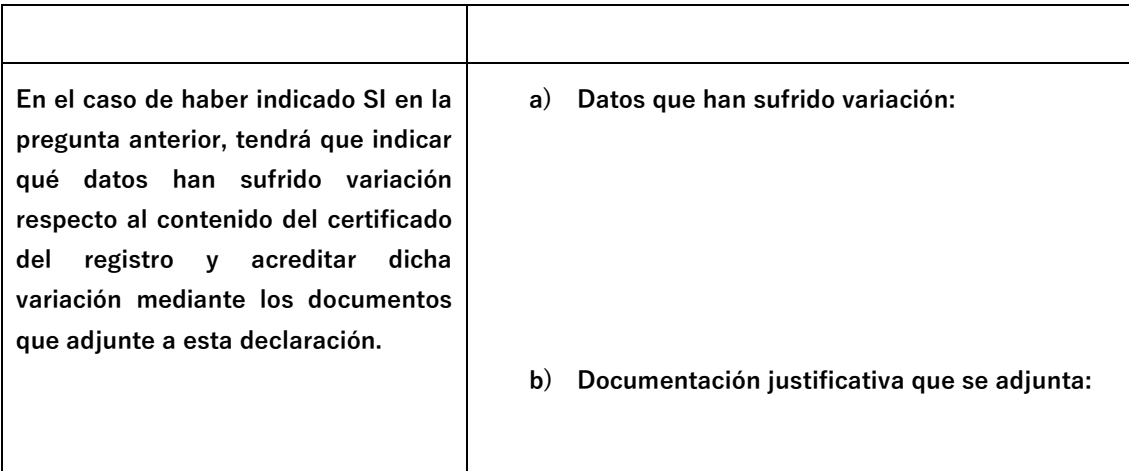 En el caso de haber indicado SI en la
pregunta anterior, tendrá que indicar
qué datos han sufrido variación
respecto al contenido del certificado
del registro y acreditar dicha
variación mediante los documentos
que adjunte a esta declaración.
a) Datos que han sufrido variación:
b) Documentación justificativa que se adjunta: